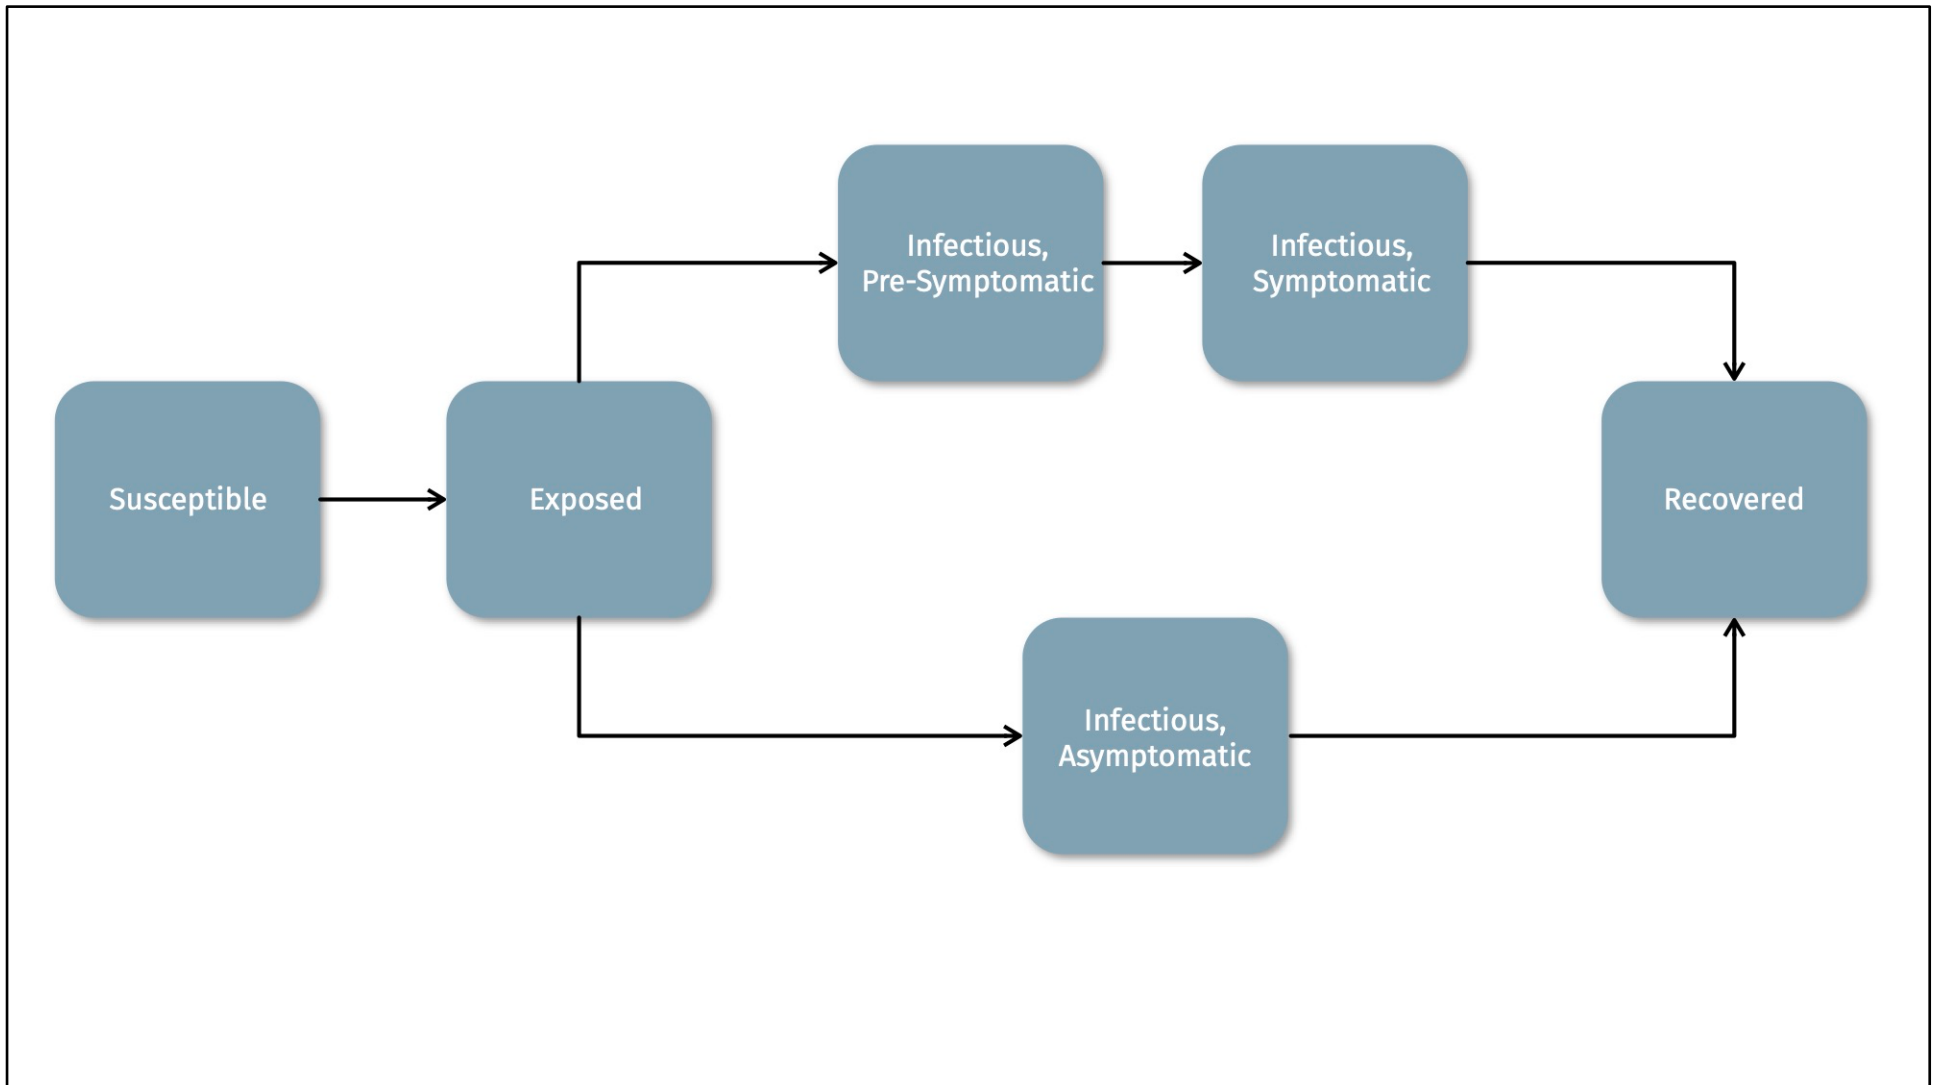 Infectious,
Pre-Symptomatic
Infectious,
Symptomatic
Susceptible
Exposed
Recovered
Infectious,
Asymptomatic